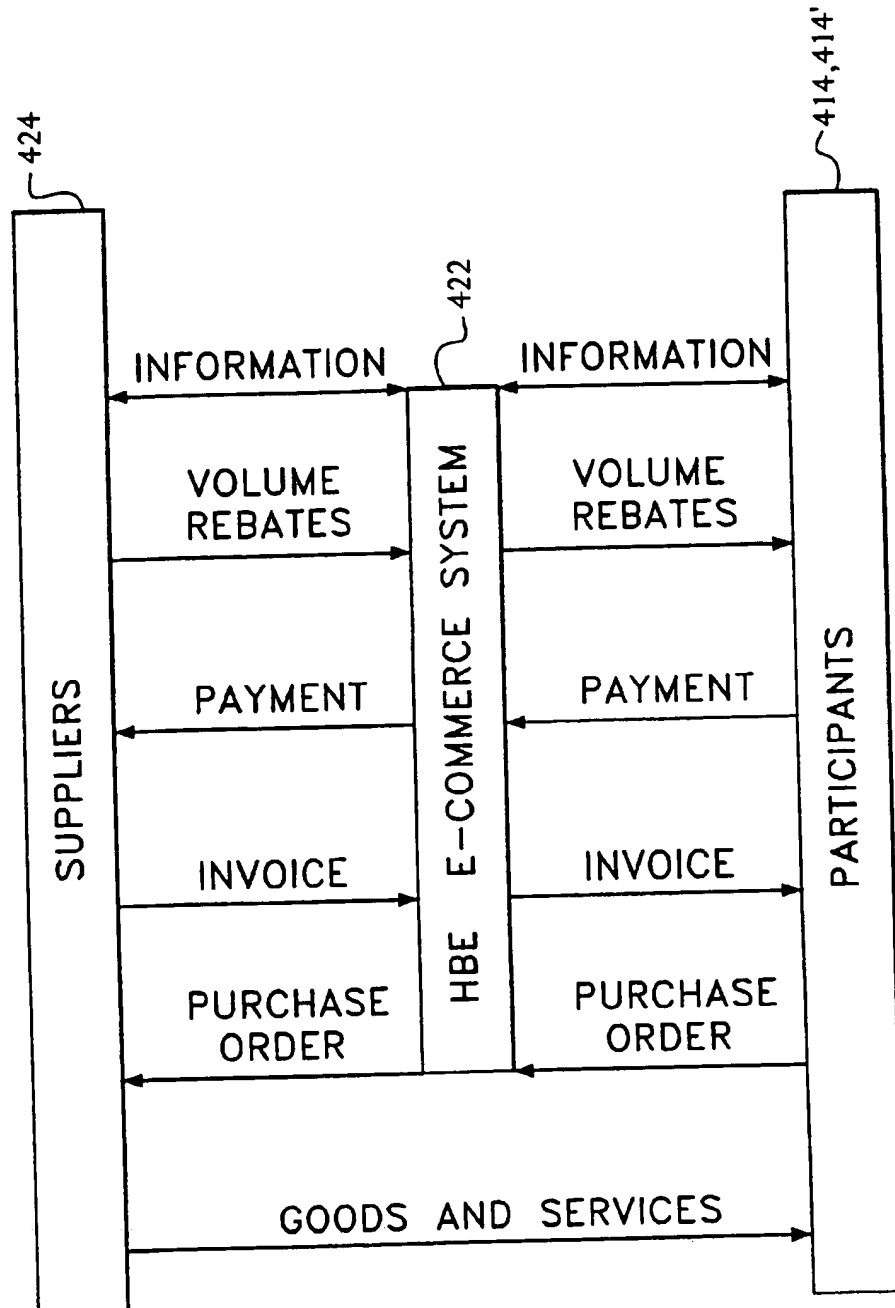 424
SUPPLIERS
INFORMATION
INFORMATION
422
VOLUME
REBATES
VOLUME
REBATES
PAYMENT
PAYMENT
INVOICE
INVOICE
PURCHASE
ORDER
PURCHASE
ORDER
HBE E-COMMERCE SYSTEM
GOODS AND SERVICES
PARTICIPANTS
414,414'